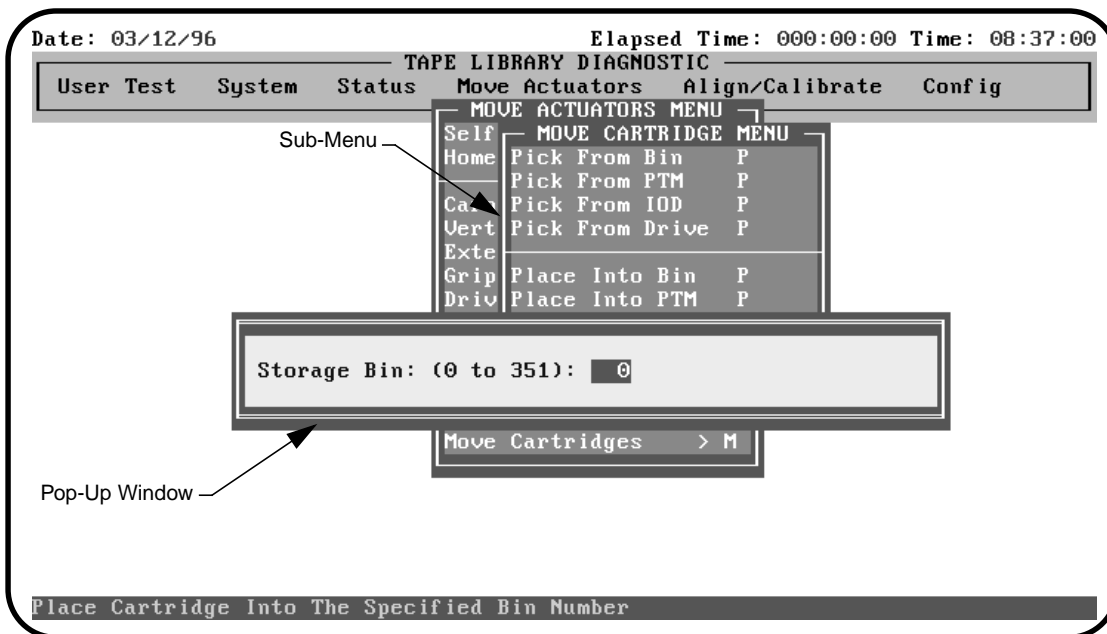 Date: 03/12/96 Elapsed Time: 000:00:00 Time: 08:37:00
TAPE LIBRARY DIAGNOSTIC
User Test System Status Move Actuators Align/Calibrate Config
MOVE ACTUATORS MENU
Sub-Menu
Self
MOVE CARTRIDGE MENU
Home
Pick From Bin P
Pick From PTM P
Pick From IOD P
Vert
Pick From Drive P
Exte
Grip
Place Into Bin P
Driv
Place Into PTM P
Storage Bin: (0 to 351): 0
Move Cartridges > M
Pop-Up Window
Place Cartridge Into The Specified Bin Number